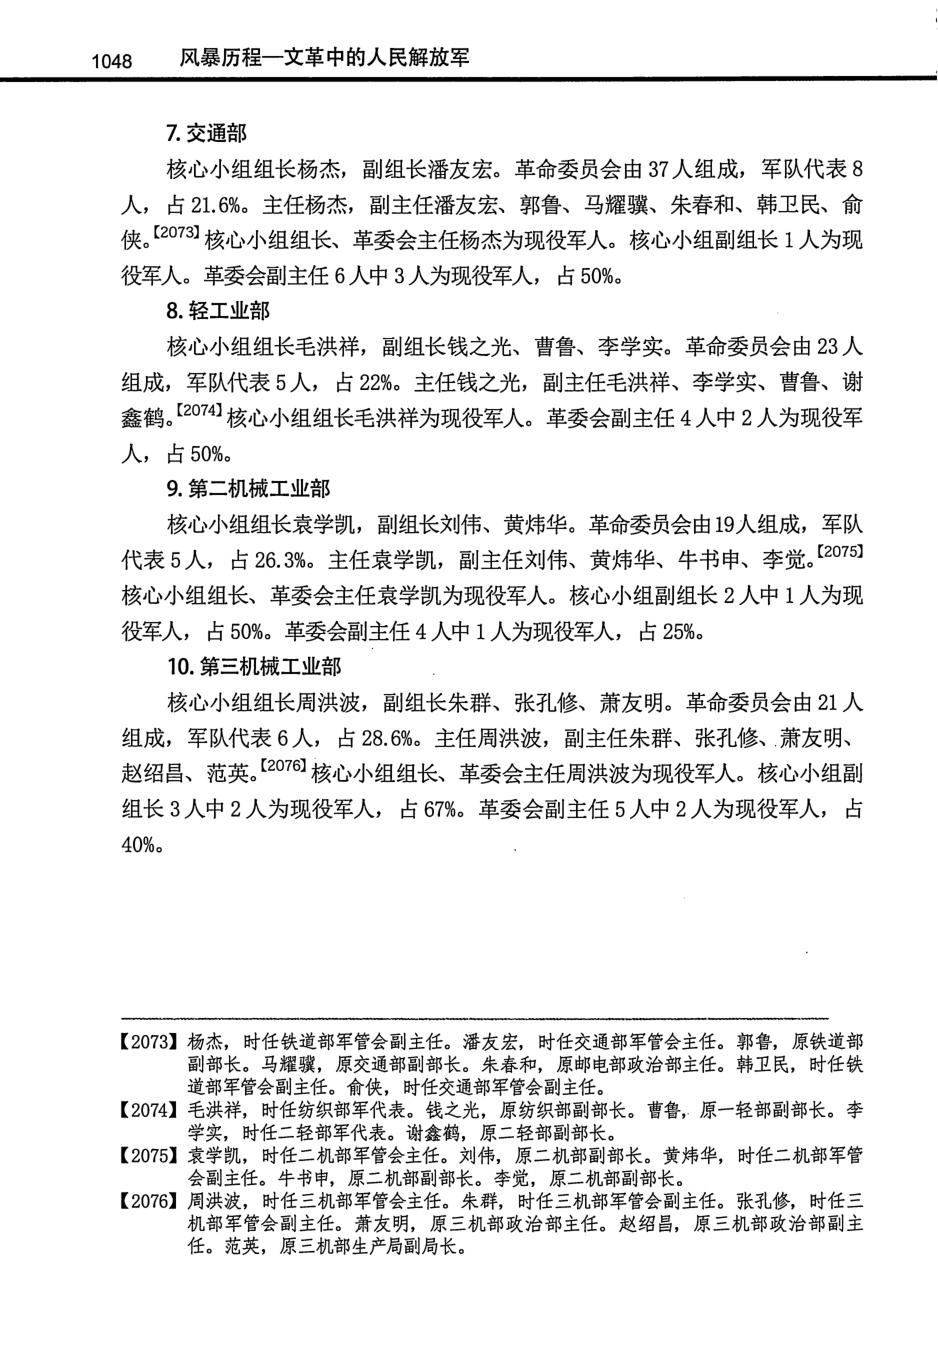 1048 风暴历程—文革中的人民解放军
7. 交通部
核心小组组长杨杰，副组长潘友宏。革命委员会由 37 人组成，军队代表 8
人，占 21.6%。主任杨杰，副主任潘友宏、郭鲁、马耀骥、朱春和、韩卫民、俞
侠。【2073】核心小组组长、革委会主任杨杰为现役军人。核心小组副组长 1 人为现
役军人。革委会副主任 6 人中 3 人为现役军人，占 50%。
8. 轻工业部
核心小组组长毛洪祥，副组长钱之光、曹鲁、李学实。革命委员会由 23 人
组成，军队代表 5 人，占 22%。主任钱之光，副主任毛洪祥、李学实、曹鲁、谢
鑫鹤。【2074】核心小组组长毛洪祥为现役军人。革委会副主任 4 人中 2 人为现役军
人，占 50%。
9. 第二机械工业部
核心小组组长袁学凯，副组长刘伟、黄炜华。革命委员会由19人组成，军队
代表 5 人，占 26.3%。主任袁学凯，副主任刘伟、黄炜华、牛书申、李觉。【2075】
核心小组组长、革委会主任袁学凯为现役军人。核心小组副组长 2 人中 1 人为现
役军人，占 50%。革委会副主任 4 人中 1 人为现役军人，占 25%。
10. 第三机械工业部
核心小组组长周洪波，副组长朱群、张孔修、萧友明。革命委员会由 21 人
组成，军队代表 6 人，占 28.6%。主任周洪波，副主任朱群、张孔修、萧友明、
赵绍昌、范英。【2076】核心小组组长、革委会主任周洪波为现役军人。核心小组副
组长 3 人中 2 人为现役军人，占 67%。革委会副主任 5 人中 2 人为现役军人，占
40%。
【2073】杨杰，时任铁道部军管会副主任。潘友宏，时任交通部军管会主任。郭鲁，原铁道部
副部长。马耀骥，原交通部副部长。朱春和，原邮电部政治部主任。韩卫民，时任铁
道部军管会副主任。俞侠，时任交通部军管会副主任。
【2074】毛洪祥，时任纺织部军代表。钱之光，原纺织部副部长。曹鲁，原一轻部副部长。李
学实，时任二轻部军代表。谢鑫鹤，原二轻部副部长。
【2075】袁学凯，时任二机部军管会主任。刘伟，原二机部副部长。黄炜华，时任二机部军管
会副主任。牛书申，原二机部副部长。李觉，原二机部副部长。
【2076】周洪波，时任三机部军管会主任。朱群，时任三机部军管会副主任。张孔修，时任三
机部军管会副主任。萧友明，原三机部政治部主任。赵绍昌，原三机部政治部副主
任。范英，原三机部生产局副局长。